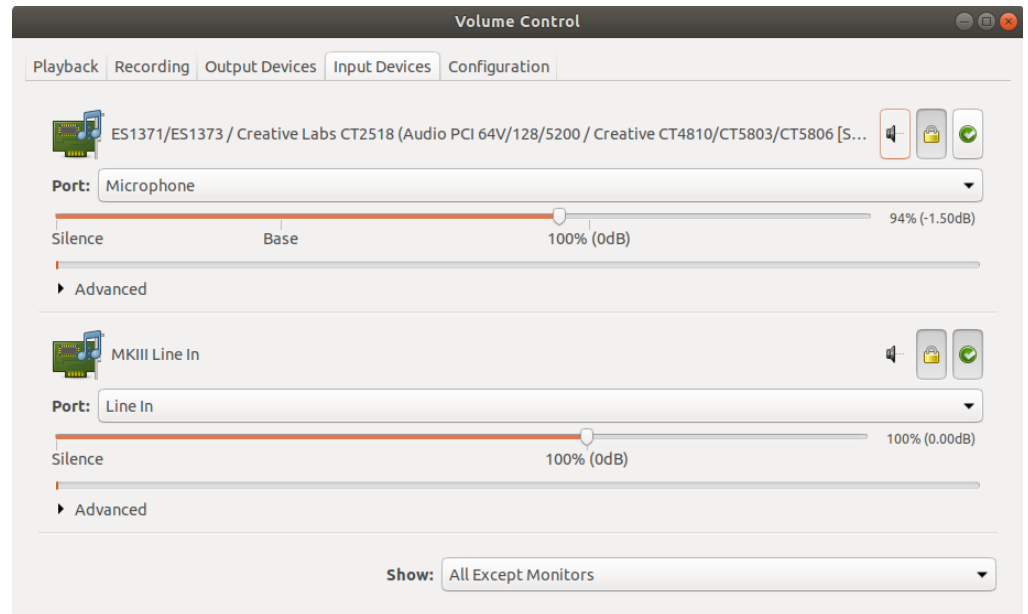 Volume Control
Playback Recording Output Devices Input Devices Configuration
ES1371/ES1373 / Creative Labs CT2518 (Audio PCI 64V/128/5200 / Creative CT4810/CT5803/CT5806 [S...
Port: Microphone
94% (-1.50dB)
Silence Base 100% (0dB)
Advanced
MKIII Line In
Port: Line In
100% (0.00dB)
Silence 100% (0dB)
Advanced
Show: All Except Monitors